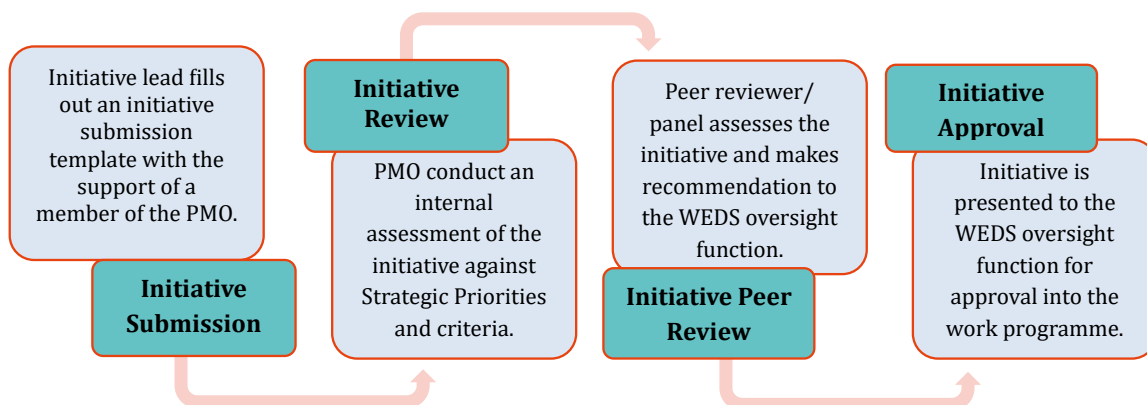 Initiative lead fills
out an initiative
submission
template with the
support of a
member of the PMO.
Initiative
Submission
Initiative
Review
PMO conduct an
internal
assessment of the
initiative against
Strategic Priorities
and criteria.
Peer reviewer/
panel assesses the
initiative and makes
recommendation to
the WEDS oversight
function.
Initiative Peer
Review
Initiative
Approval
Initiative is
presented to the
WEDS oversight
function for
approval into the
work programme.